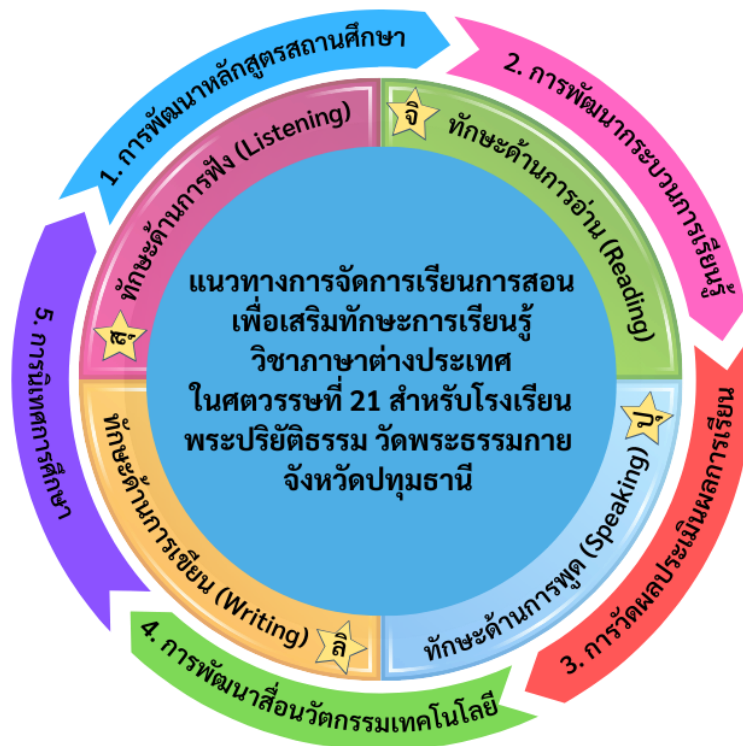 1. การพัฒนาหลักสูตรสถานศึกษา
2. การพัฒนากระบวนการเรียนรู้
3. การวัดผลประเมินผลการเรียน
4. การพัฒนาสื่อนวัตกรรมเทคโนโลยี
5. การนิเทศการศึกษา
สุ
ทักษะด้านการฟัง (Listening)
จิ
ทักษะด้านการอ่าน (Reading)
ปุ
ทักษะด้านการพูด (Speaking)
ลิ
ทักษะด้านการเขียน (Writing)
แนวทางการจัดการเรียนการสอน
เพื่อเสริมทักษะการเรียนรู้
วิชาภาษาต่างประเทศ
ในศตวรรษที่ 21 สำหรับโรงเรียน
พระปริยัติธรรม วัดพระธรรมกาย
จังหวัดปทุมธานี